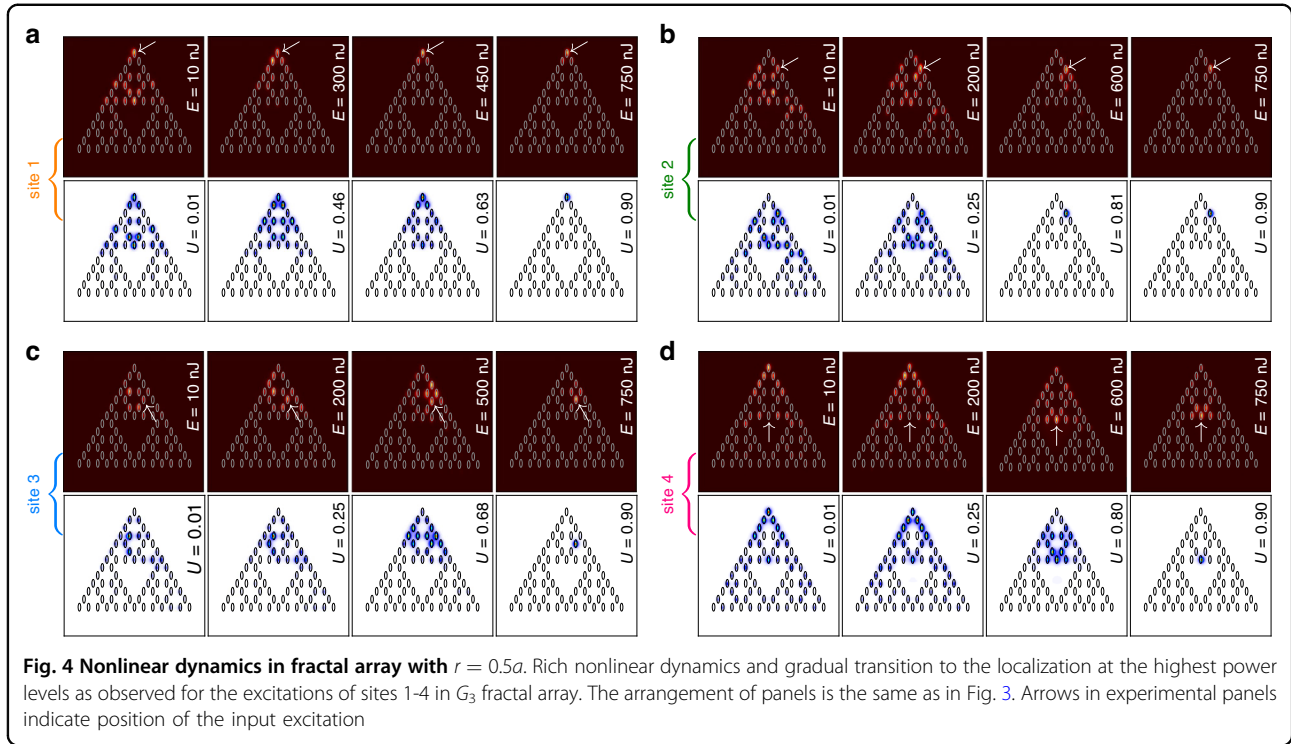 a
site 1
E = 10 nJ
E = 300 nJ
E = 450 nJ
E = 750 nJ
U = 0.01
U = 0.46
U = 0.63
U = 0.90
b
site 2
E = 10 nJ
E = 200 nJ
E = 600 nJ
E = 750 nJ
U = 0.01
U = 0.25
U = 0.81
U = 0.90
c
site 3
E = 10 nJ
E = 200 nJ
E = 500 nJ
E = 750 nJ
U = 0.01
U = 0.25
U = 0.68
U = 0.90
d
site 4
E = 10 nJ
E = 200 nJ
E = 600 nJ
E = 750 nJ
U = 0.01
U = 0.25
U = 0.80
U = 0.90
Fig. 4 Nonlinear dynamics in fractal array with r = 0.5a. Rich nonlinear dynamics and gradual transition to the localization at the highest power
levels as observed for the excitations of sites 1-4 in G₃ fractal array. The arrangement of panels is the same as in Fig. 3. Arrows in experimental panels
indicate position of the input excitation